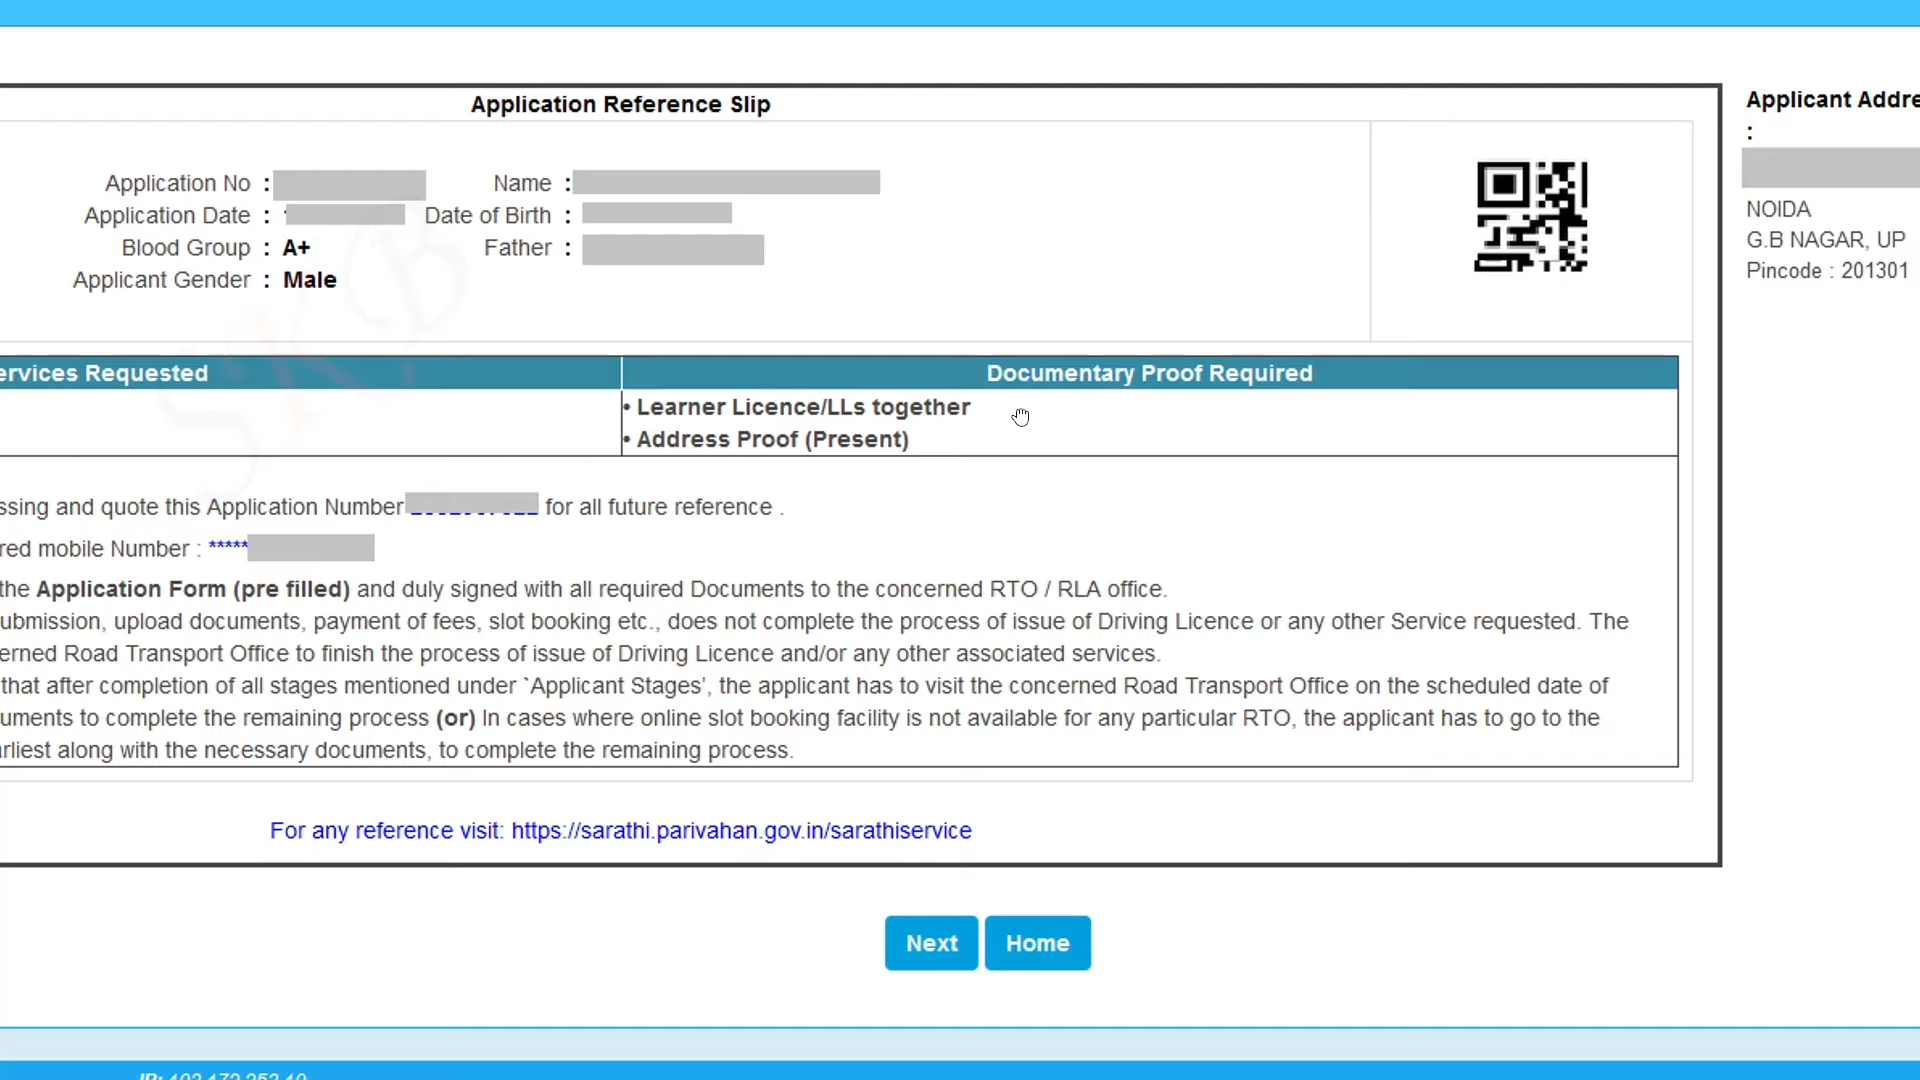 Application Reference Slip
Applicant Addre
:
Application No :
Name :
Application Date :
Date of Birth :
Blood Group : A+
Father :
Applicant Gender : Male
NOIDA
G.B NAGAR, UP
Pincode : 201301
SKB
ervices Requested
Documentary Proof Required
• Learner Licence/LLs together
• Address Proof (Present)
ssing and quote this Application Number for all future reference .
red mobile Number : *****
the Application Form (pre filled) and duly signed with all required Documents to the concerned RTO / RLA office.
ubmission, upload documents, payment of fees, slot booking etc., does not complete the process of issue of Driving Licence or any other Service requested. The
erned Road Transport Office to finish the process of issue of Driving Licence and/or any other associated services.
that after completion of all stages mentioned under `Applicant Stages', the applicant has to visit the concerned Road Transport Office on the scheduled date of
uments to complete the remaining process (or) In cases where online slot booking facility is not available for any particular RTO, the applicant has to go to the
rliest along with the necessary documents, to complete the remaining process.
For any reference visit: https://sarathi.parivahan.gov.in/sarathiservice
Next
Home